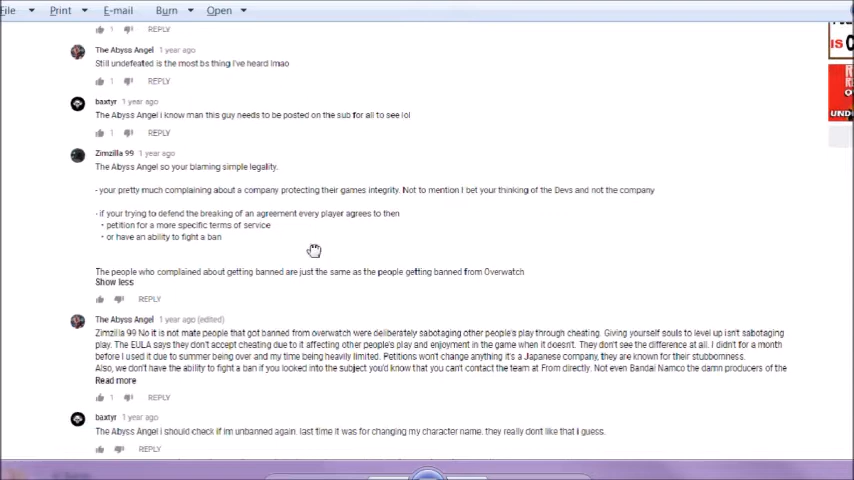 File Print E-mail Burn Open
1 REPLY
IS
The Abyss Angel 1 year ago
Still undefeated is the most bs thing I've heard lmao
1 REPLY
baxtyr 1 year ago
The Abyss Angel i know man this guy needs to be posted on the sub for all to see lol
UND
1 REPLY
Zimzilla 99 1 year ago
The Abyss Angel so your blaming simple legality.
- your pretty much complaining about a company protecting their games integrity. Not to mention I bet your thinking of the Devs and not the company
- if your trying to defend the breaking of an agreement every player agrees to then
• petition for a more specific terms of service
• or have an ability to fight a ban
The people who complained about getting banned are just the same as the people getting banned from Overwatch
Show less
REPLY
The Abyss Angel 1 year ago (edited)
Zimzilla 99 No it is not mate people that got banned from overwatch were deliberately sabotaging other people's play through cheating. Giving yourself souls to level up isn't sabotaging
play. The EULA says they don't accept cheating due to it affecting other people's play and enjoyment in the game when it doesn't. They don't see the difference at all. I didn't for a month
before I used it due to summer being over and my time being heavily limited. Petitions won't change anything it's a Japanese company, they are known for their stubbornness.
Also, we don't have the ability to fight a ban if you looked into the subject you'd know that you can't contact the team at From directly. Not even Bandai Namco the damn producers of the
Read more
1 REPLY
baxtyr 1 year ago
The Abyss Angel i should check if im unbanned again. last time it was for changing my character name. they really don't like that i guess.
REPLY